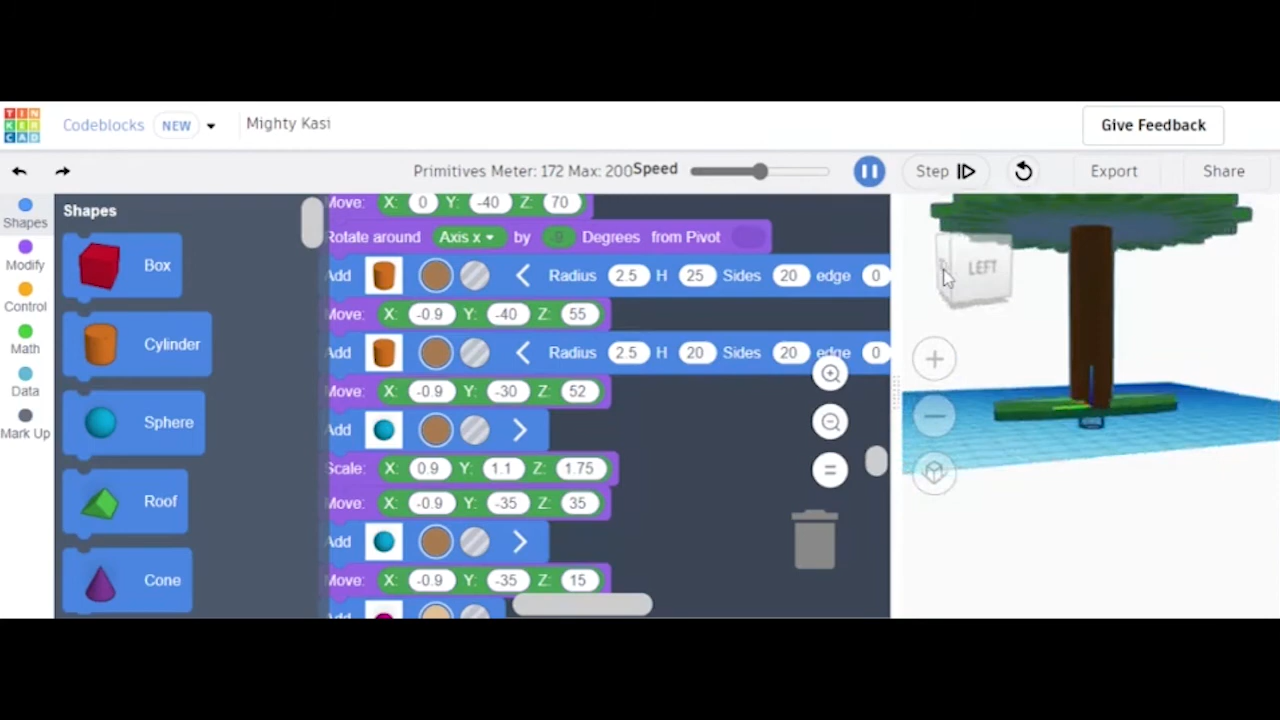 TIN
KER
CAD
Codeblocks NEW Mighty Kasi Give Feedback
Primitives Meter: 172 Max: 200 Speed Step Export Share
Shapes
Modify
Control
Math
Data
Mark Up
Shapes
Box
Cylinder
Sphere
Roof
Cone
Move: X: 0 Y: -40 Z: 70
Rotate around Axis x by -9 Degrees from Pivot
Add Radius 2.5 H 25 Sides 20 edge 0
Move: X: -0.9 Y: -40 Z: 55
Add Radius 2.5 H 20 Sides 20 edge 0
Move: X: -0.9 Y: -30 Z: 52
Add
Scale: X: 0.9 Y: 1.1 Z: 1.75
Move: X: -0.9 Y: -35 Z: 35
Add
Move: X: -0.9 Y: -35 Z: 15
Add
LEFT